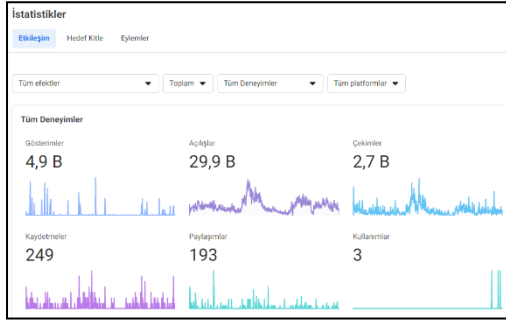 İstatistikler
Etkileşim Hedef Kitle Eylemler
Tüm efektler Toplam Tüm Deneyimler Tüm platformlar
Tüm Deneyimler
Gösterimler Açılışlar Çekimler
4,9 B 29,9 B 2,7 B
Kaydetmeler Paylaşımlar Kullanımlar
249 193 3